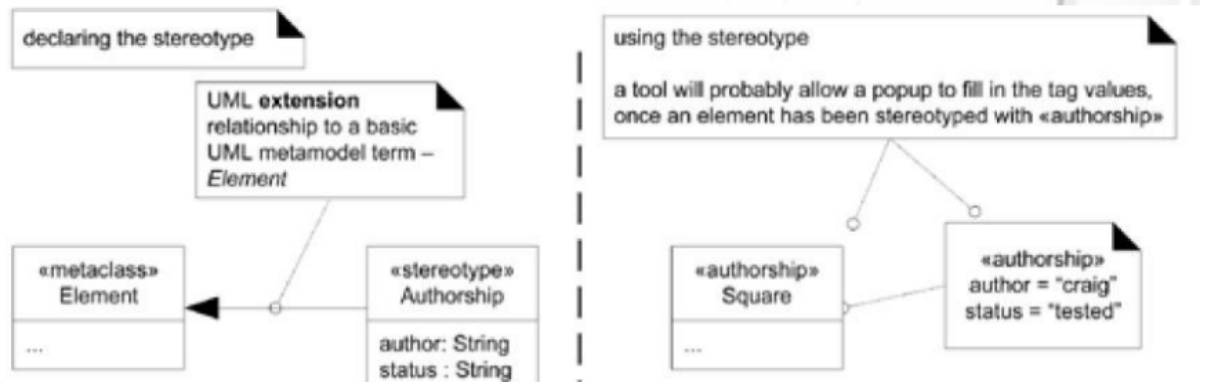 declaring the stereotype
UML extension
relationship to a basic
UML metamodel term –
Element
«metaclass»
Element
...
«stereotype»
Authorship
author: String
status : String
using the stereotype
a tool will probably allow a popup to fill in the tag values,
once an element has been stereotyped with «authorship»
«authorship»
Square
...
«authorship»
author = “craig”
status = “tested”